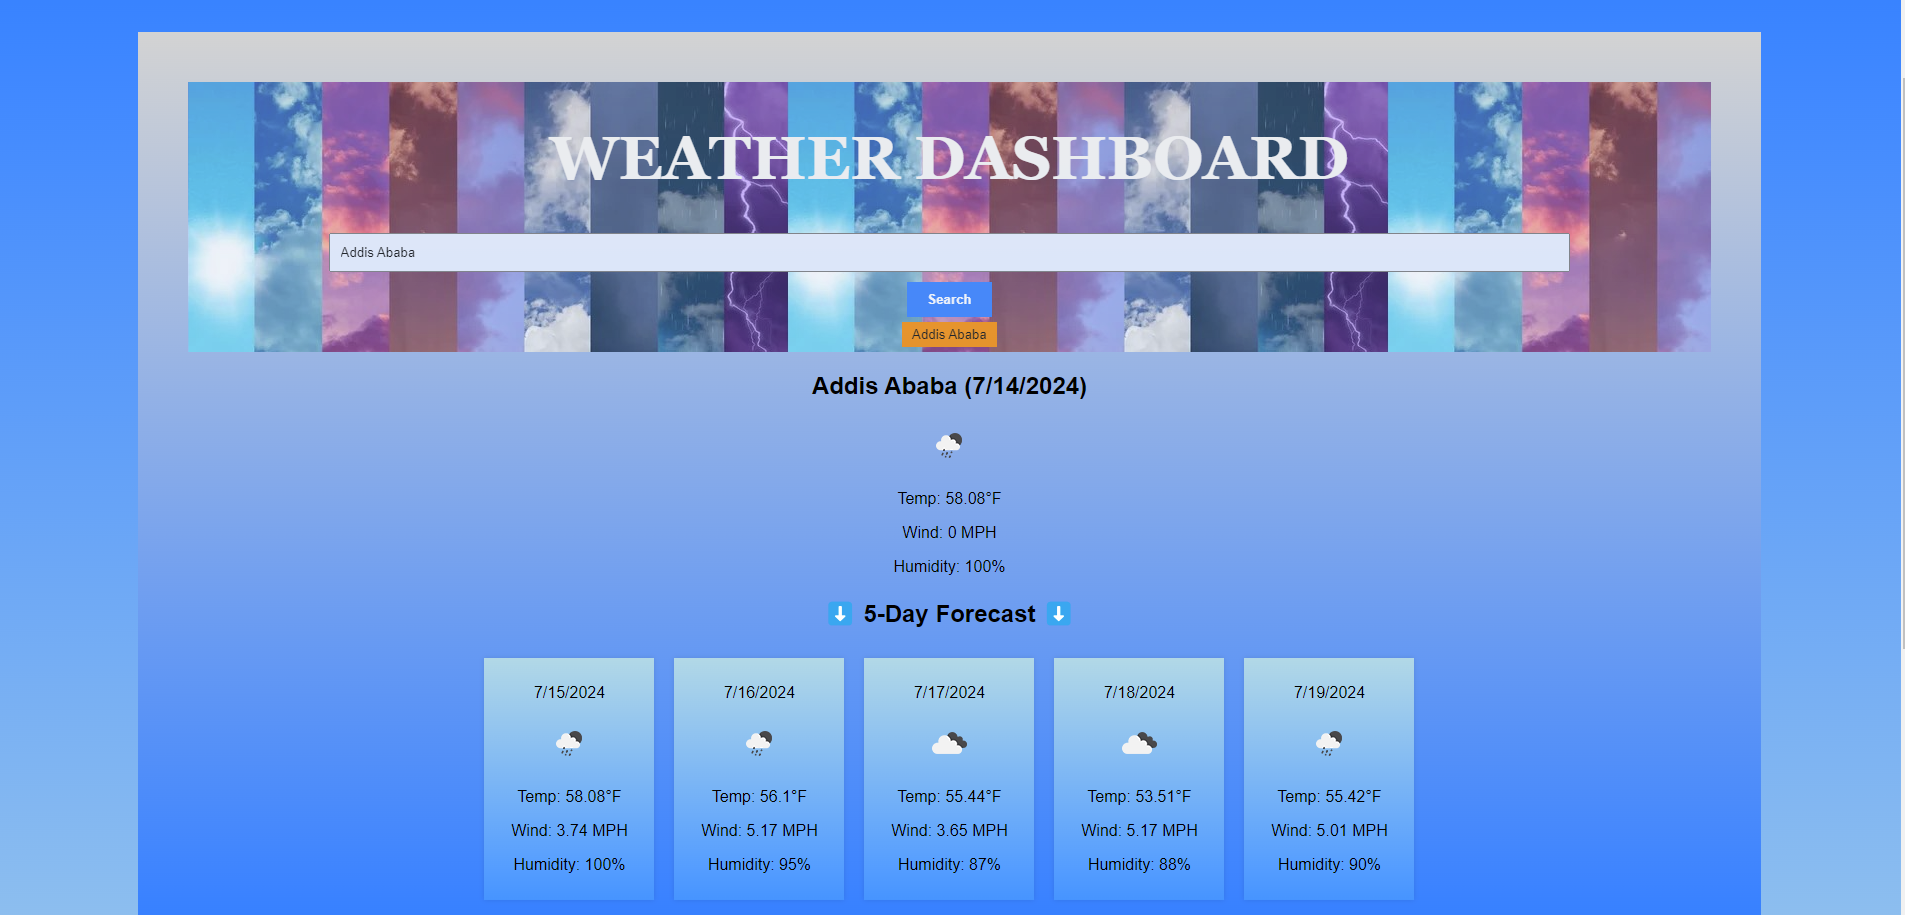 WEATHER DASHBOARD
Addis Ababa
Search
Addis Ababa
Addis Ababa (7/14/2024)
Temp: 58.08°F
Wind: 0 MPH
Humidity: 100%
⬇️ 5-Day Forecast ⬇️
7/15/2024
Temp: 58.08°F
Wind: 3.74 MPH
Humidity: 100%
7/16/2024
Temp: 56.1°F
Wind: 5.17 MPH
Humidity: 95%
7/17/2024
Temp: 55.44°F
Wind: 3.65 MPH
Humidity: 87%
7/18/2024
Temp: 53.51°F
Wind: 5.17 MPH
Humidity: 88%
7/19/2024
Temp: 55.42°F
Wind: 5.01 MPH
Humidity: 90%